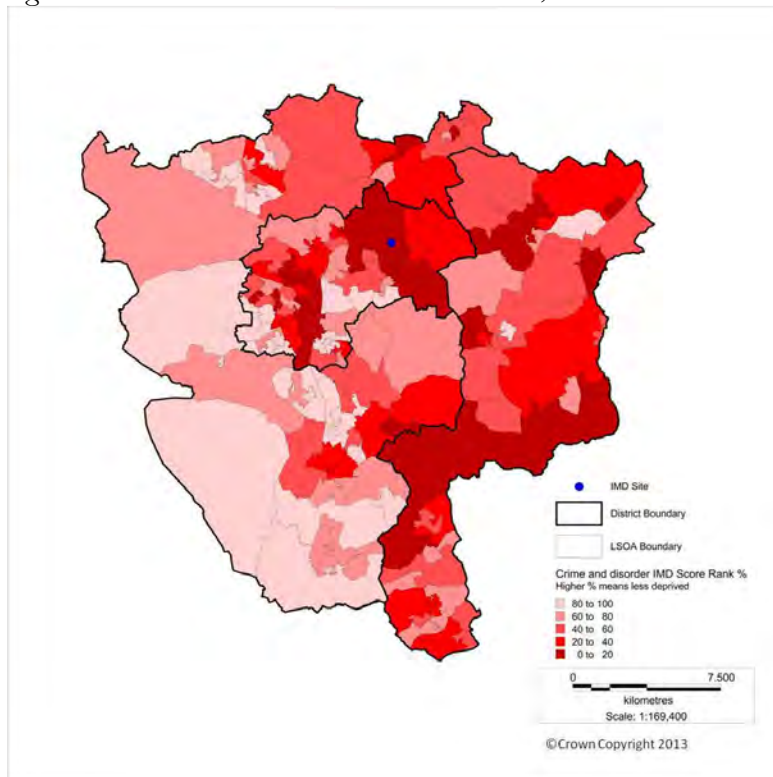 IMD Site
District Boundary
LSOA Boundary
Crime and disorder IMD Score Rank %
Higher % means less deprived
80 to 100
60 to 80
40 to 60
20 to 40
0 to 20
0 7.500
kilometres
Scale: 1:169,400
©Crown Copyright 2013